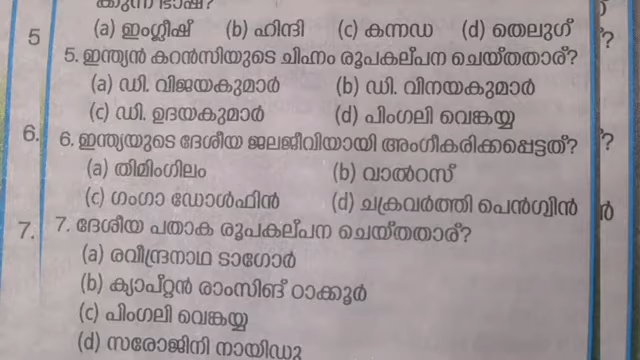 ക്കുന്ന ഭാഷ?
5 (a) ഇംഗ്ലീഷ് (b) ഹിന്ദി (c) കന്നഡ (d) തെലുഗ് ?
5. ഇന്ത്യൻ കറൻസിയുടെ ചിഹ്നം രൂപകല്പന ചെയ്തതാര്?
(a) ഡി. വിജയകുമാർ (b) ഡി. വിനയകുമാർ
(c) ഡി. ഉദയകുമാർ (d) പിംഗലി വെങ്കയ്യ
6. 6. ഇന്ത്യയുടെ ദേശീയ ജലജീവിയായി അംഗീകരിക്കപ്പെട്ടത്? ?
(a) തിമിംഗിലം (b) വാൽറസ്
(c) ഗംഗാ ഡോൾഫിൻ (d) ചക്രവർത്തി പെൻഗ്വിൻ ൻ
7. 7. ദേശീയ പതാക രൂപകല്പന ചെയ്തതാര്?
(a) രവീന്ദ്രനാഥ ടാഗോർ
(b) ക്യാപ്റ്റൻ രാംസിങ് ഠാക്കൂർ
(c) പിംഗലി വെങ്കയ്യ
(d) സരോജിനി നായിഡു